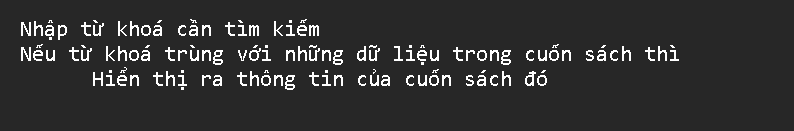 Nhập từ khoá cần tìm kiếm
Nếu từ khoá trùng với những dữ liệu trong cuốn sách thì
Hiển thị ra thông tin của cuốn sách đó